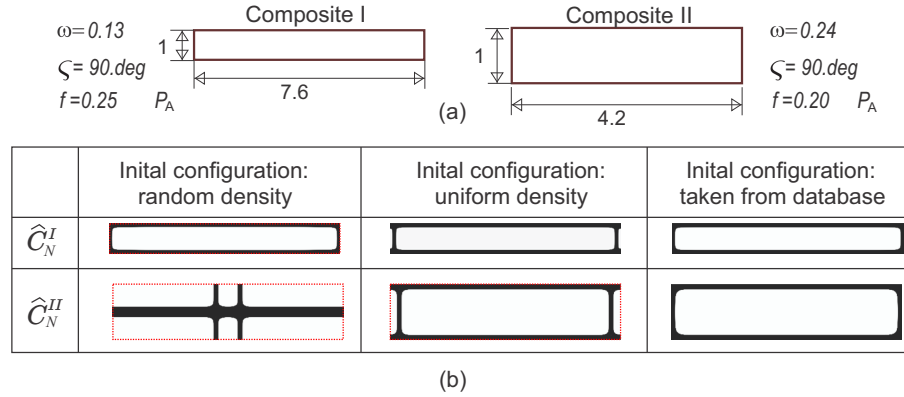 Composite I
ω=0.13
ς= 90.deg
f=0.25 P_A
1
7.6
Composite II
1
4.2
ω=0.24
ς= 90.deg
f=0.20 P_A
(a)
Inital configuration: random density
Inital configuration: uniform density
Inital configuration: taken from database
Ĉ_N^I
Ĉ_N^II
(b)